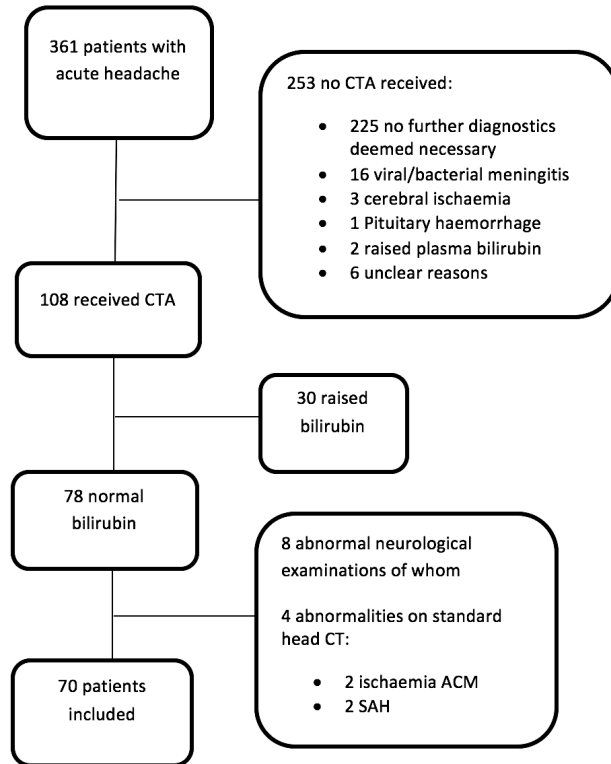 361 patients with
acute headache
253 no CTA received:
• 225 no further diagnostics
deemed necessary
• 16 viral/bacterial meningitis
• 3 cerebral ischaemia
• 1 Pituitary haemorrhage
• 2 raised plasma bilirubin
• 6 unclear reasons
108 received CTA
30 raised
bilirubin
78 normal
bilirubin
8 abnormal neurological
examinations of whom
4 abnormalities on standard
head CT:
• 2 ischaemia ACM
• 2 SAH
70 patients
included